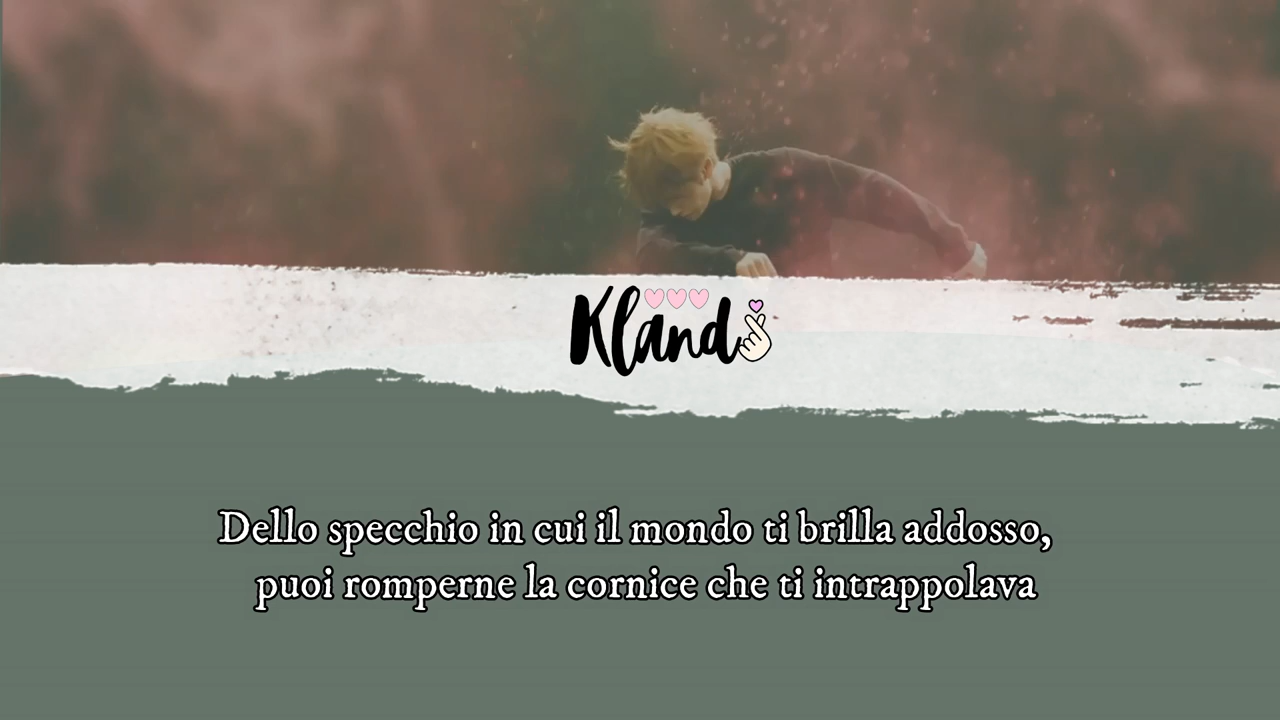 Kland
Dello specchio in cui il mondo ti brilla addosso,
puoi romperne la cornice che ti intrappolava